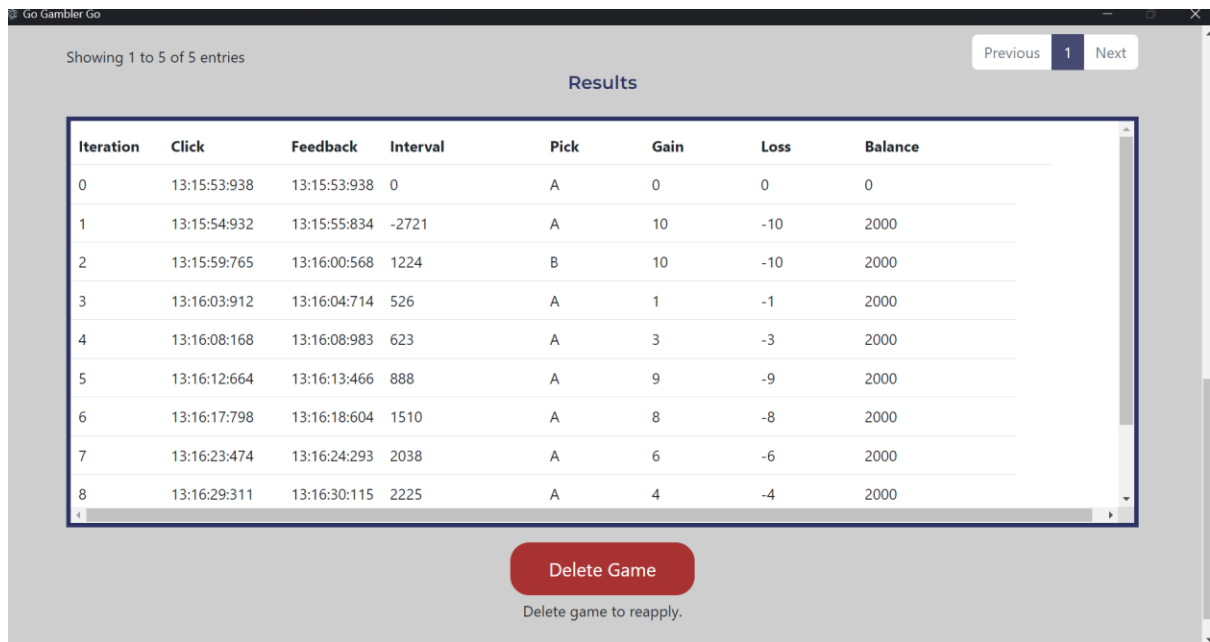 Go Gambler Go
Showing 1 to 5 of 5 entries
Previous 1 Next
Results
Iteration Click Feedback Interval Pick Gain Loss Balance
0 13:15:53:938 13:15:53:938 0 A 0 0 0
1 13:15:54:932 13:15:55:834 -2721 A 10 -10 2000
2 13:15:59:765 13:16:00:568 1224 B 10 -10 2000
3 13:16:03:912 13:16:04:714 526 A 1 -1 2000
4 13:16:08:168 13:16:08:983 623 A 3 -3 2000
5 13:16:12:664 13:16:13:466 888 A 9 -9 2000
6 13:16:17:798 13:16:18:604 1510 A 8 -8 2000
7 13:16:23:474 13:16:24:293 2038 A 6 -6 2000
8 13:16:29:311 13:16:30:115 2225 A 4 -4 2000
Delete Game
Delete game to reapply.